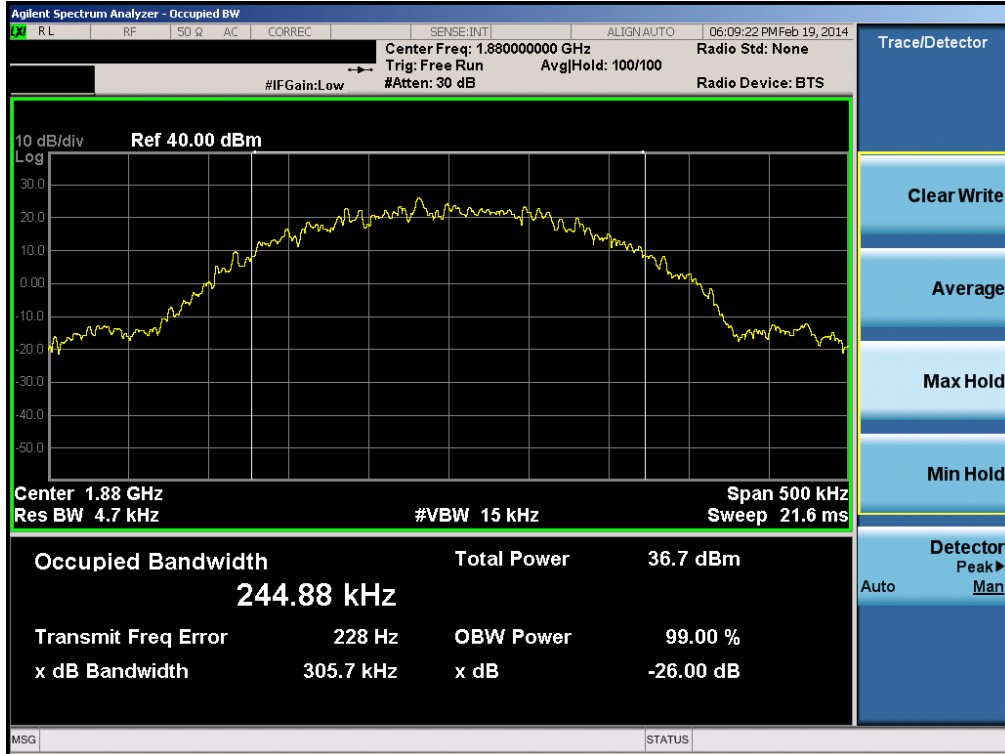 Agilent Spectrum Analyzer - Occupied BW
LXI RL RF 50 Ω AC CORREC SENSE:INT ALIGN AUTO 06:09:22 PM Feb 19, 2014
Center Freq: 1.880000000 GHz Radio Std: None
Trig: Free Run Avg|Hold: 100/100
#IFGain:Low #Atten: 30 dB Radio Device: BTS
Trace/Detector
10 dB/div Ref 40.00 dBm
Log
30.0
20.0
10.0
0.00
-10.0
-20.0
-30.0
-40.0
-50.0
Center 1.88 GHz Span 500 kHz
Res BW 4.7 kHz #VBW 15 kHz Sweep 21.6 ms
Occupied Bandwidth Total Power 36.7 dBm
244.88 kHz
Transmit Freq Error 228 Hz OBW Power 99.00 %
x dB Bandwidth 305.7 kHz x dB -26.00 dB
Clear Write
Average
Max Hold
Min Hold
Detector
Peak▶
Auto Man
MSG STATUS